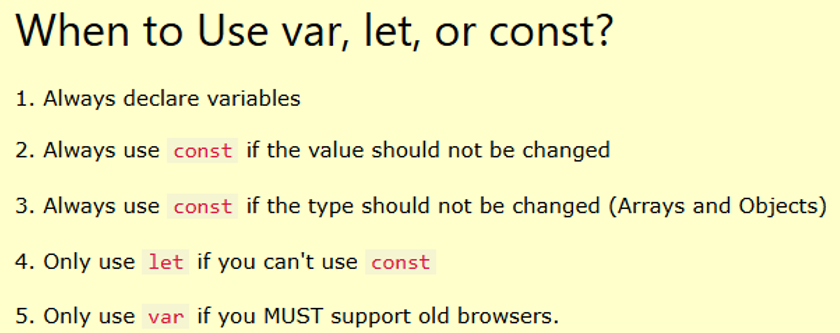 When to Use var, let, or const?
1. Always declare variables
2. Always use const if the value should not be changed
3. Always use const if the type should not be changed (Arrays and Objects)
4. Only use let if you can't use const
5. Only use var if you MUST support old browsers.